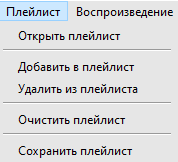 Плейлист Воспроизведение
Открыть плейлист
Добавить в плейлист
Удалить из плейлиста
Очистить плейлист
Сохранить плейлист